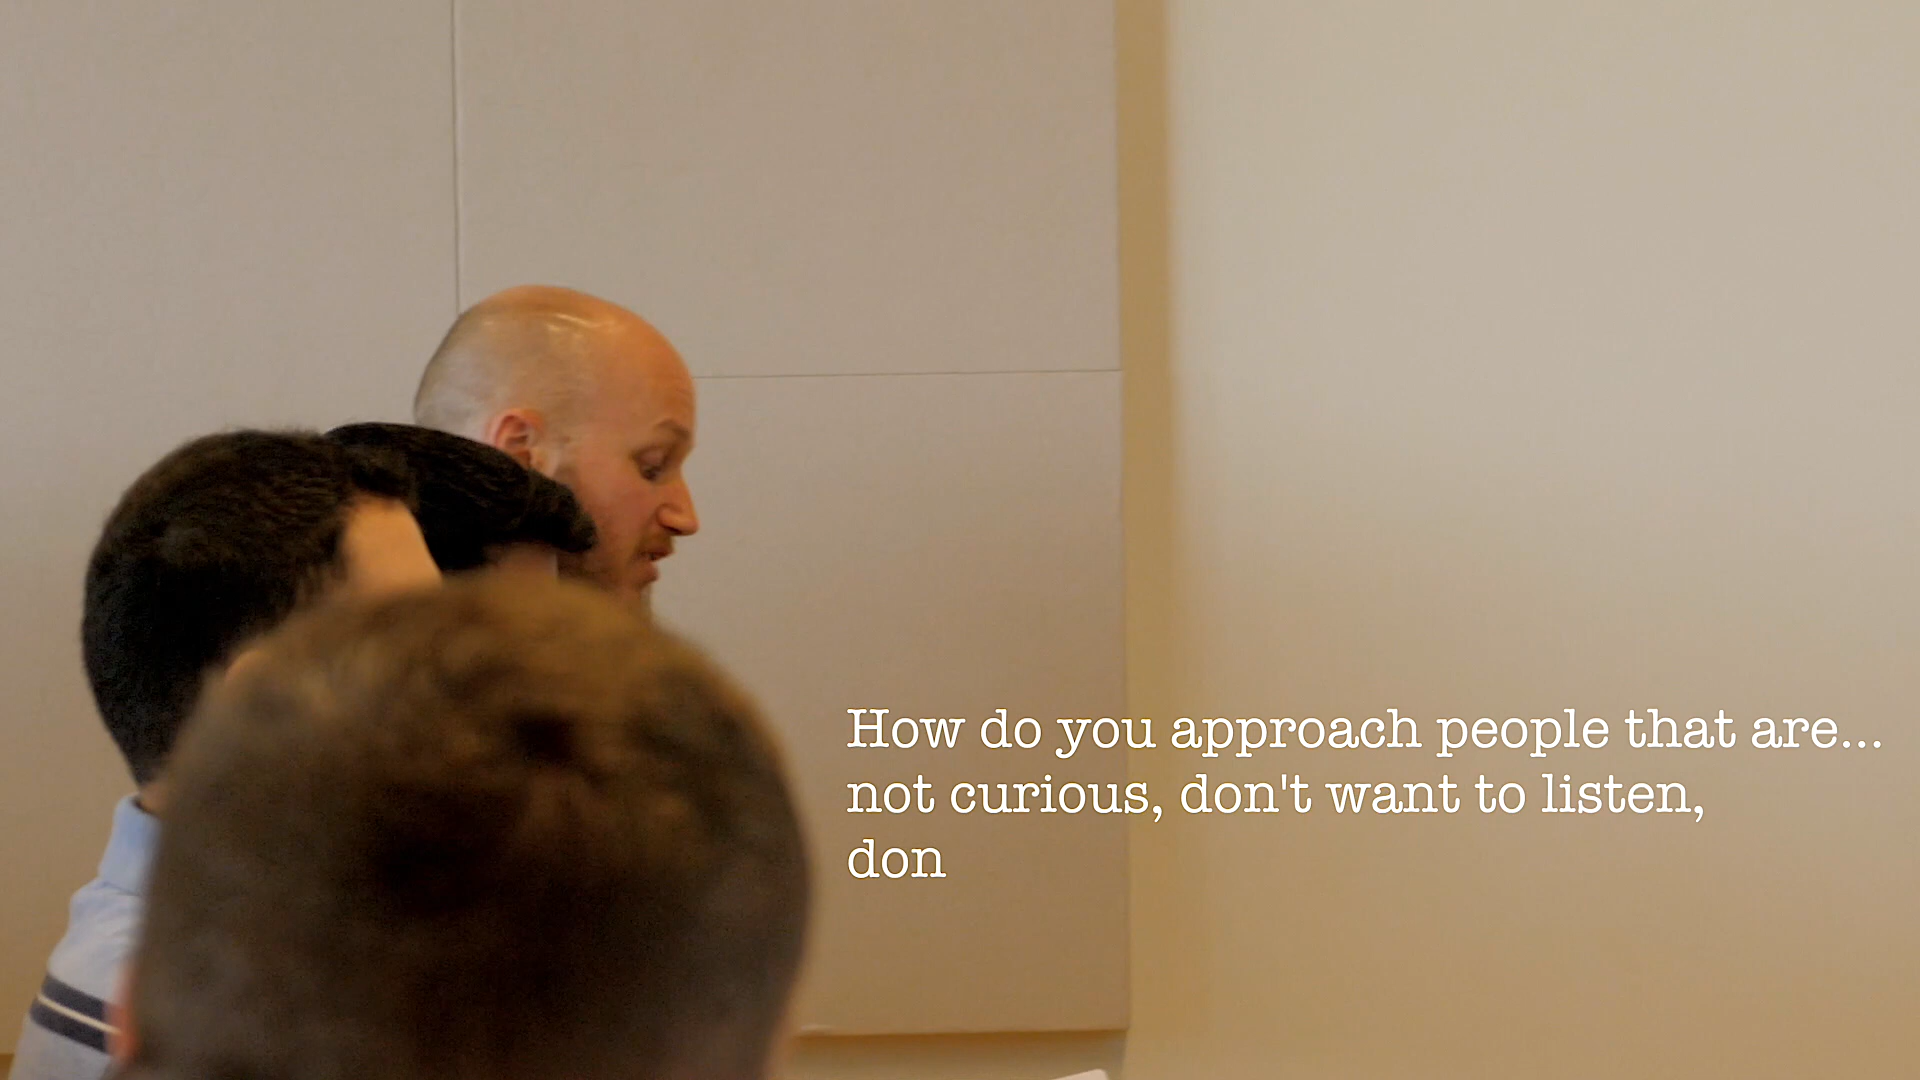 How do you approach people that are...
not curious, don't want to listen,
don